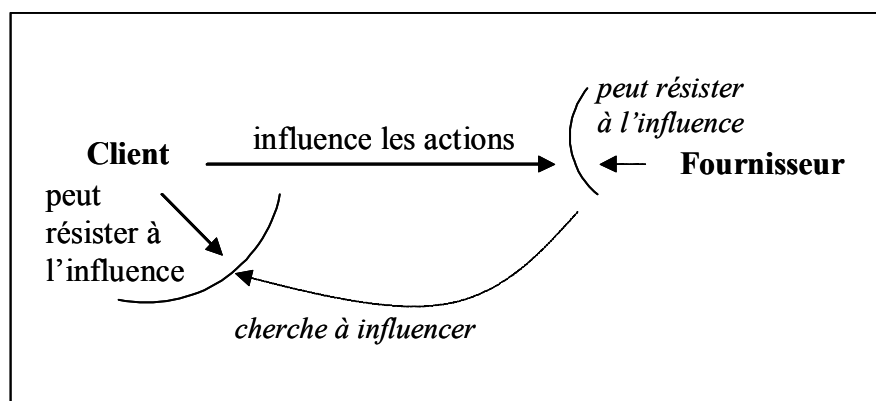 peut résister
à l'influence
influence les actions
Client
Fournisseur
peut
résister à
l'influence
cherche à influencer